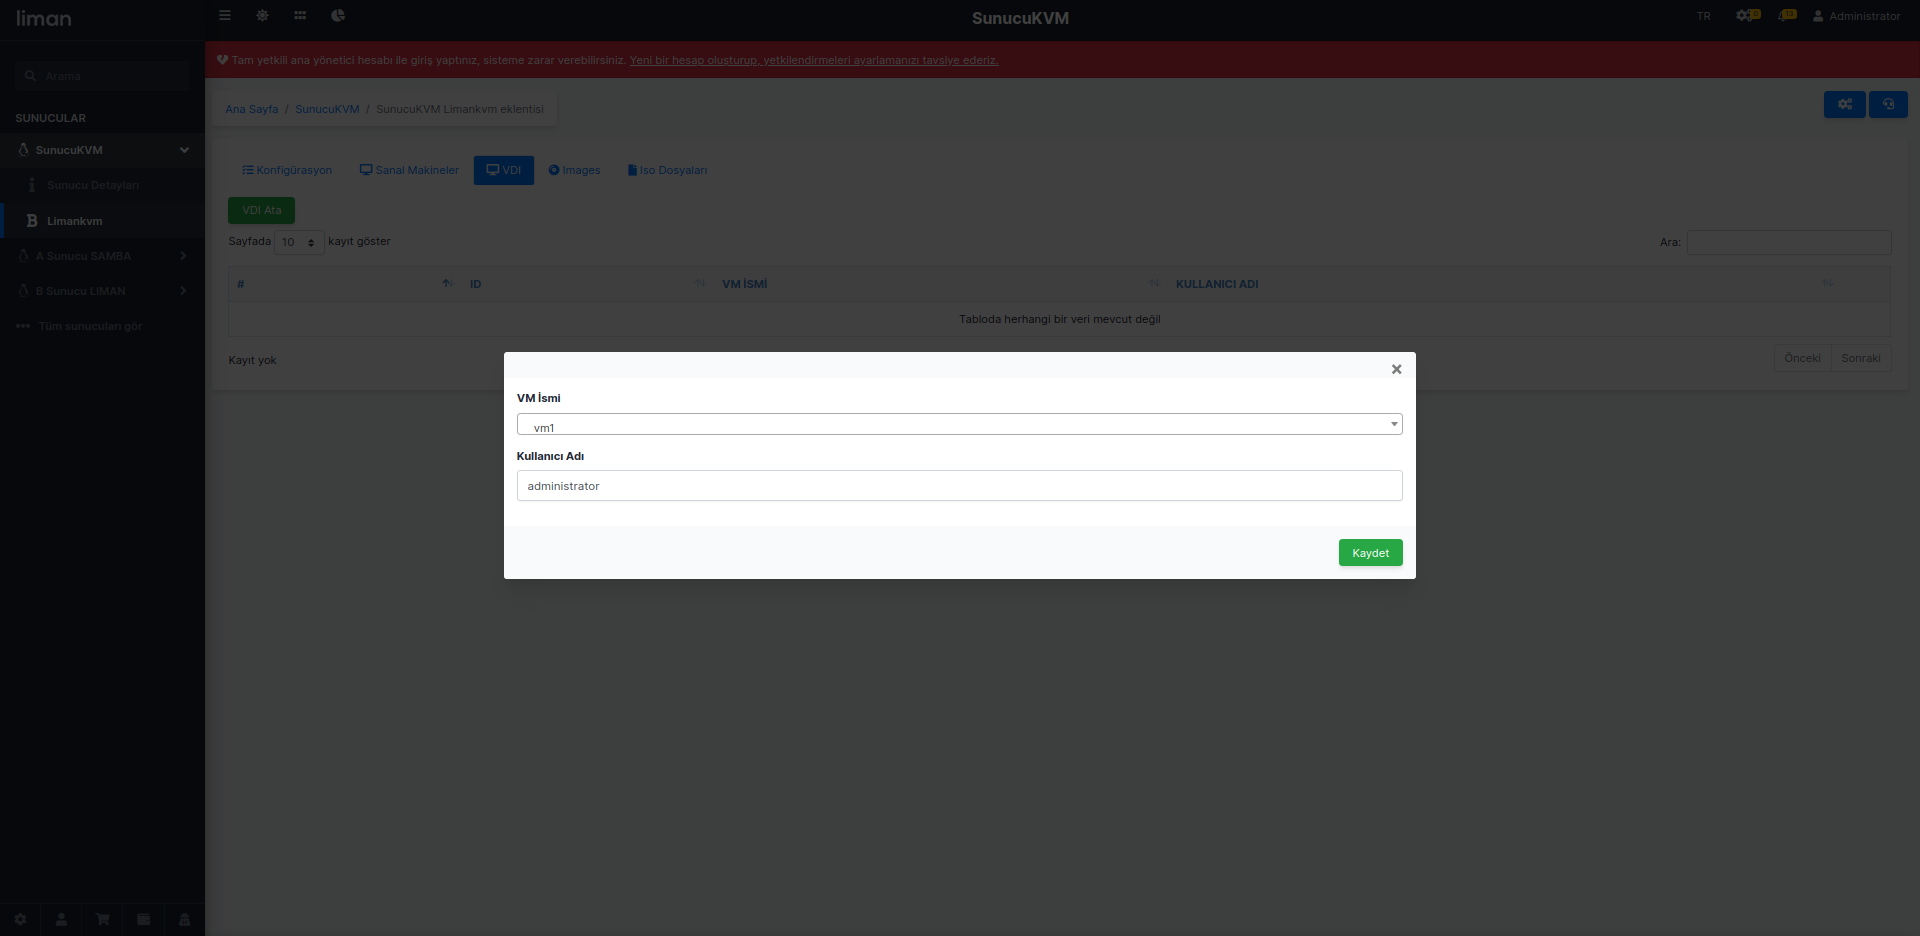 liman
SunucuKVM
TR
0
13
Administrator
Arama
Tam yetkili ana yönetici hesabı ile giriş yaptınız, sisteme zarar verebilirsiniz. Yeni bir hesap oluşturup, yetkilendirmeleri ayarlamanızı tavsiye ederiz.
SUNUCULAR
SunucuKVM
Sunucu Detayları
Limankvm
A Sunucu SAMBA
B Sunucu LIMAN
Tüm sunucuları gör
Ana Sayfa / SunucuKVM / SunucuKVM Limankvm eklentisi
Konfigürasyon
Sanal Makineler
VDI
Images
Iso Dosyaları
VDI Ata
Sayfada 10 kayıt göster
Ara:
# ID VM İSMİ KULLANICI ADI
Tabloda herhangi bir veri mevcut değil
Kayıt yok
Önceki Sonraki
×
VM İsmi
vm1
Kullanıcı Adı
administrator
Kaydet